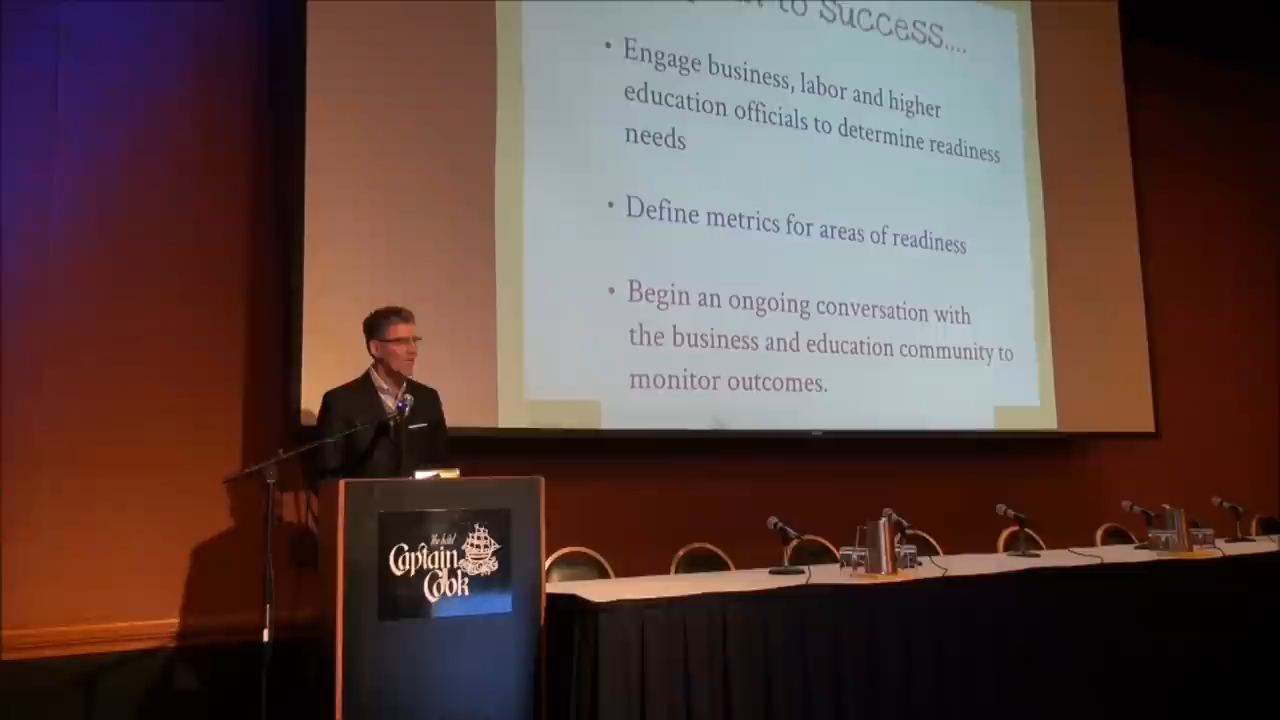 to Success....
• Engage business, labor and higher
education officials to determine readiness
needs
• Define metrics for areas of readiness
• Begin an ongoing conversation with
the business and education community to
monitor outcomes.
The hotel
Captain
Cook